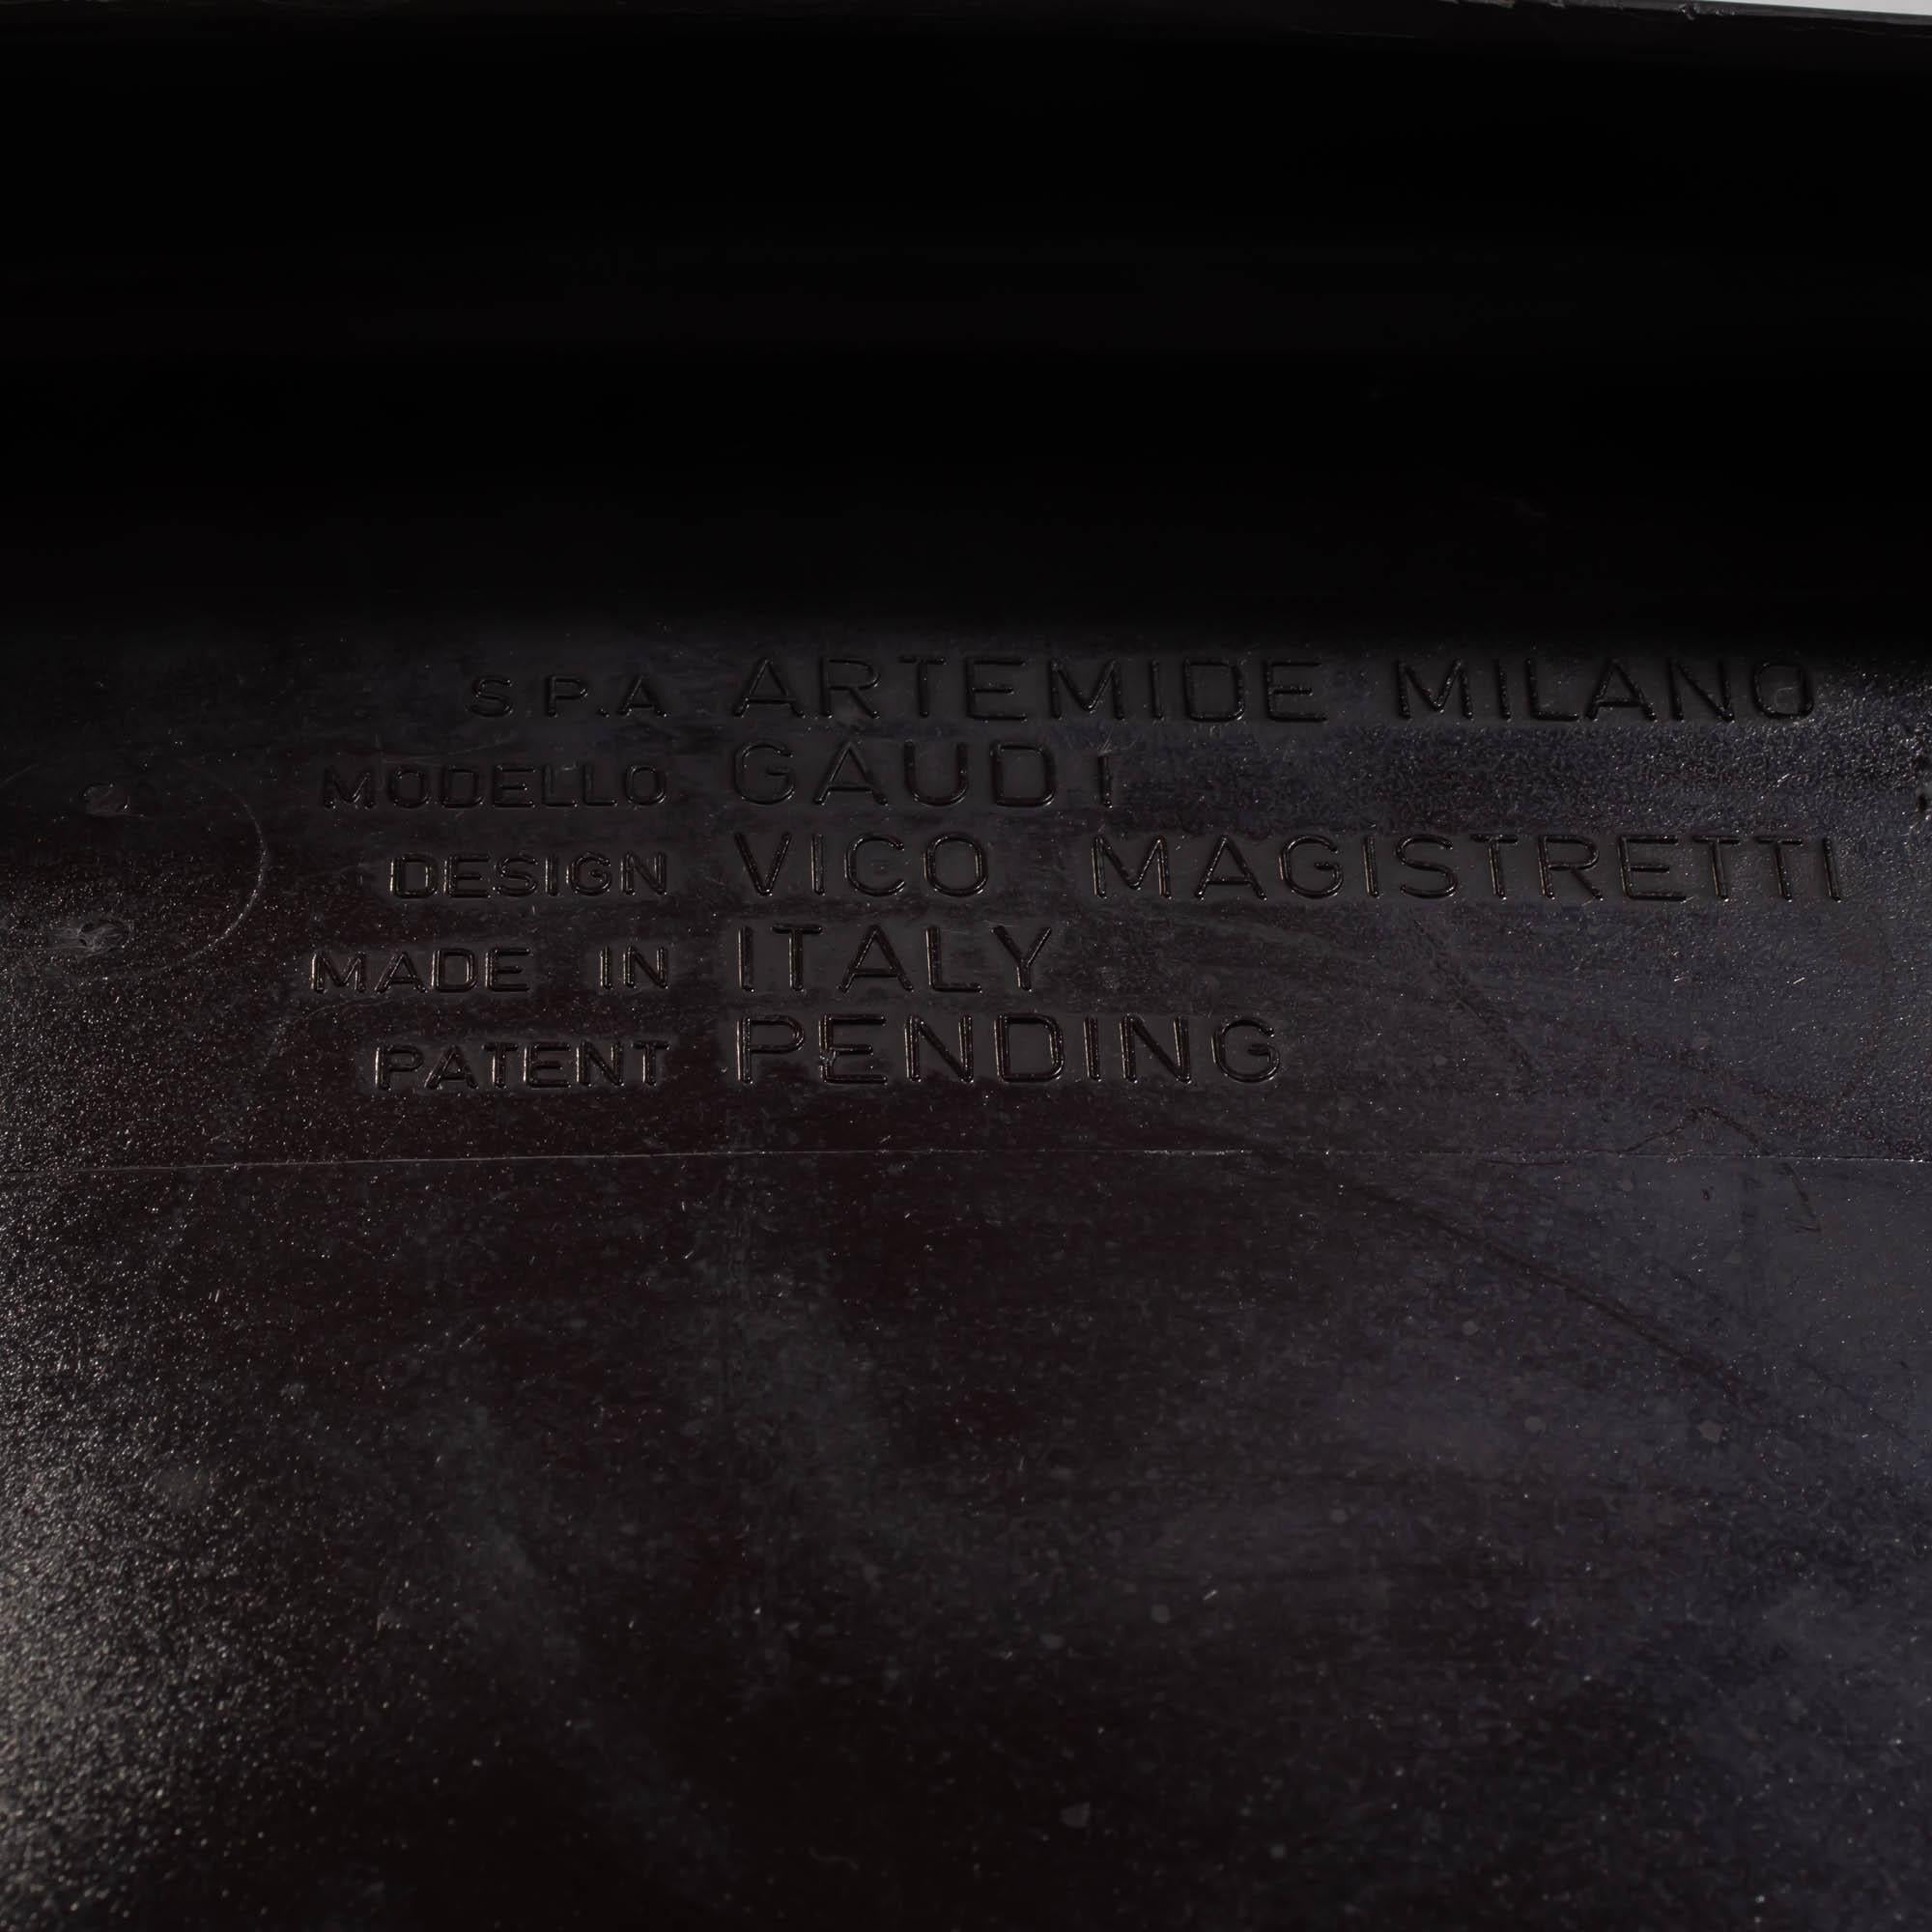 S.P.A ARTEMIDE MILANO
MODELLO GAUDI
DESIGN VICO MAGISTRETTI
MADE IN ITALY
PATENT PENDING